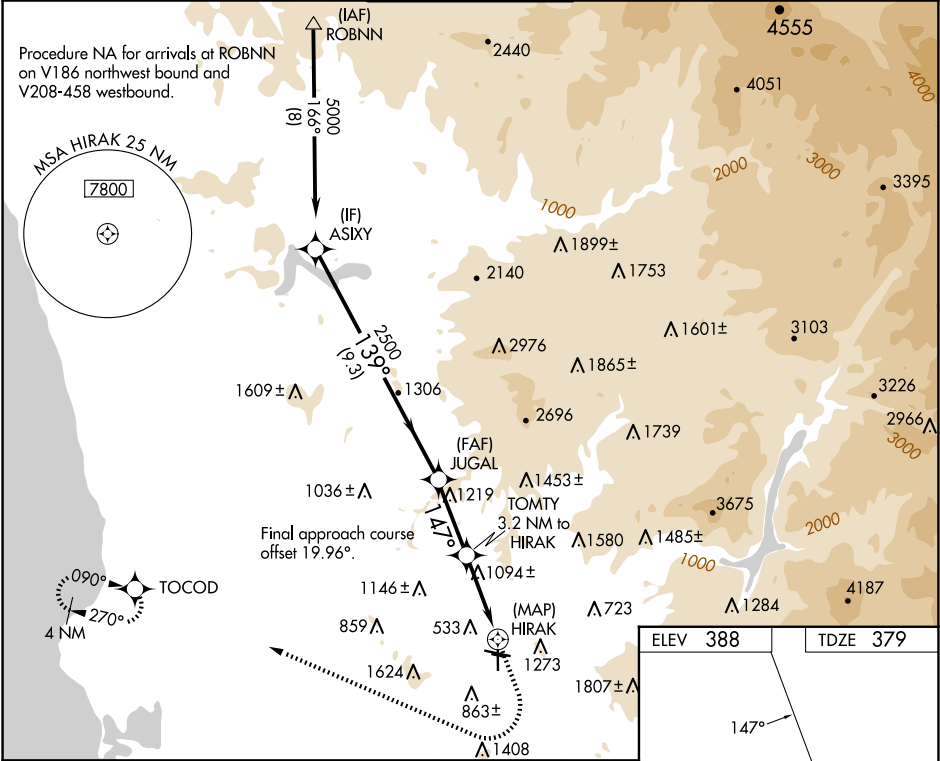 Procedure NA for arrivals at ROBNN
on V186 northwest bound and
V208-458 westbound.
(IAF)
ROBNN
5000
166°
(8)
MSA HIRAK 25 NM
7800
(IF)
ASIXY
2500
139°
(9.3)
(FAF)
JUGAL
147°
TOMTY
3.2 NM to
HIRAK
Final approach course
offset 19.96°.
(MAP)
HIRAK
090°
270°
4 NM
TOCOD
2440
4555
4051
4000
3000
2000
3395
1000
1899±
1753
2140
1601±
3103
2976
1865±
1609±
1306
3226
2696
2966
1739
3000
1453±
1036±
1219
3675
1580
1485±
2000
1000
1094±
1146±
4187
723
1284
859
533
1273
1624
1807±
863±
1408
ELEV 388
TDZE 379
147°